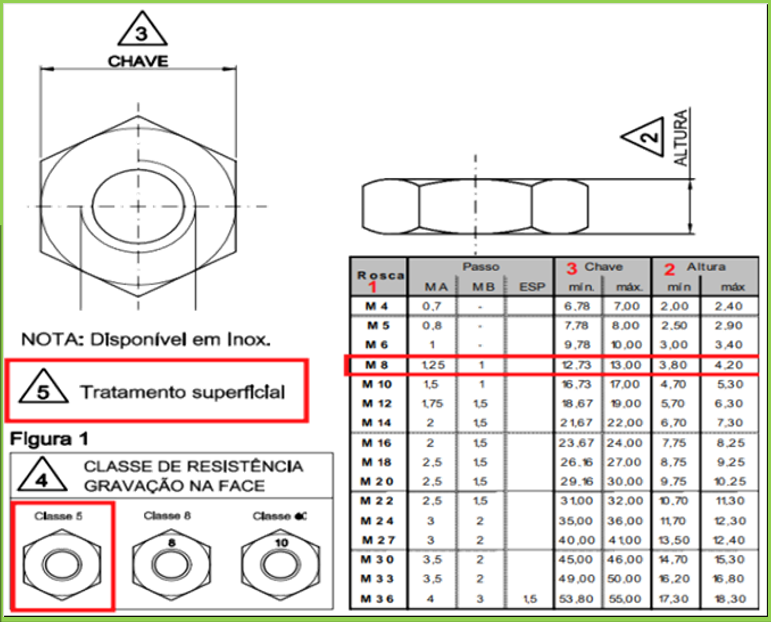 3
CHAVE
2
ALTURA
NOTA: Disponível em Inox.
5 Tratamento superficial
Figura 1
4 CLASSE DE RESISTÊNCIA
GRAVAÇÃO NA FACE
Classe 5 Classe 8 Classe
8 10
Rosca Passo 3 Chave 2 Altura
1 MA MB ESP mín. máx. mín máx
M 4 0,7 - 6,78 7,00 2,00 2,40
M 5 0,8 - 7,78 8,00 2,50 2,90
M 6 1 - 9,78 10,00 3,00 3,40
M 8 1,25 1 12,73 13,00 3,80 4,20
M 10 1,5 1 16,73 17,00 4,70 5,30
M 12 1,75 1,5 18,67 19,00 5,70 6,30
M 14 2 1,5 21,67 22,00 6,70 7,30
M 16 2 1,5 23,67 24,00 7,75 8,25
M 18 2,5 1,5 26,16 27,00 8,75 9,25
M 20 2,5 1,5 29,16 30,00 9,75 10,25
M 22 2,5 1,5 31,00 32,00 10,70 11,30
M 24 3 2 35,00 36,00 11,70 12,30
M 27 3 2 40,00 41,00 13,50 12,40
M 30 3,5 2 45,00 46,00 14,70 15,30
M 33 3,5 2 49,00 50,00 16,20 16,80
M 36 4 3 1,5 53,80 55,00 17,30 18,30